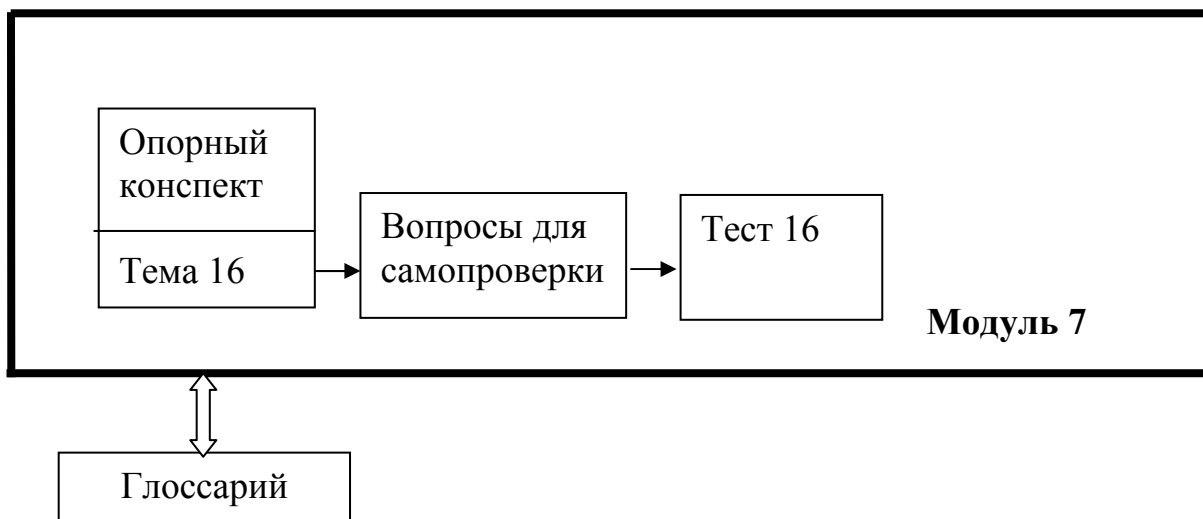 Опорный
конспект
Тема 16
Вопросы для
самопроверки
Тест 16
Модуль 7
Глоссарий